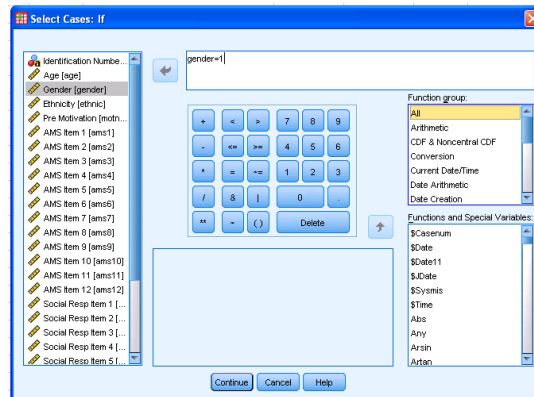 Select Cases: If
Identification Numbe...
Age [age]
Gender [gender]
Ethnicity [ethnic]
Pre Motivation [motn...
AMS Item 1 [ams1]
AMS Item 2 [ams2]
AMS Item 3 [ams3]
AMS Item 4 [ams4]
AMS Item 5 [ams5]
AMS Item 6 [ams6]
AMS Item 7 [ams7]
AMS Item 8 [ams8]
AMS Item 9 [ams9]
AMS Item 10 [ams10]
AMS Item 11 [ams11]
AMS Item 12 [ams12]
Social Resp Item 1 [...
Social Resp Item 2 [...
Social Resp Item 3 [...
Social Resp Item 4 [...
Social Resp Item 5 [...
gender=1
+ < > 7 8 9
- <= >= 4 5 6
* = ~= 1 2 3
/ & | 0 .
** ~ ( ) Delete
Function group:
All
Arithmetic
CDF & Noncentral CDF
Conversion
Current Date/Time
Date Arithmetic
Date Creation
Functions and Special Variables:
$Casenum
$Date
$Date11
$JDate
$Sysmis
$Time
Abs
Any
Arsin
Artan
Continue Cancel Help